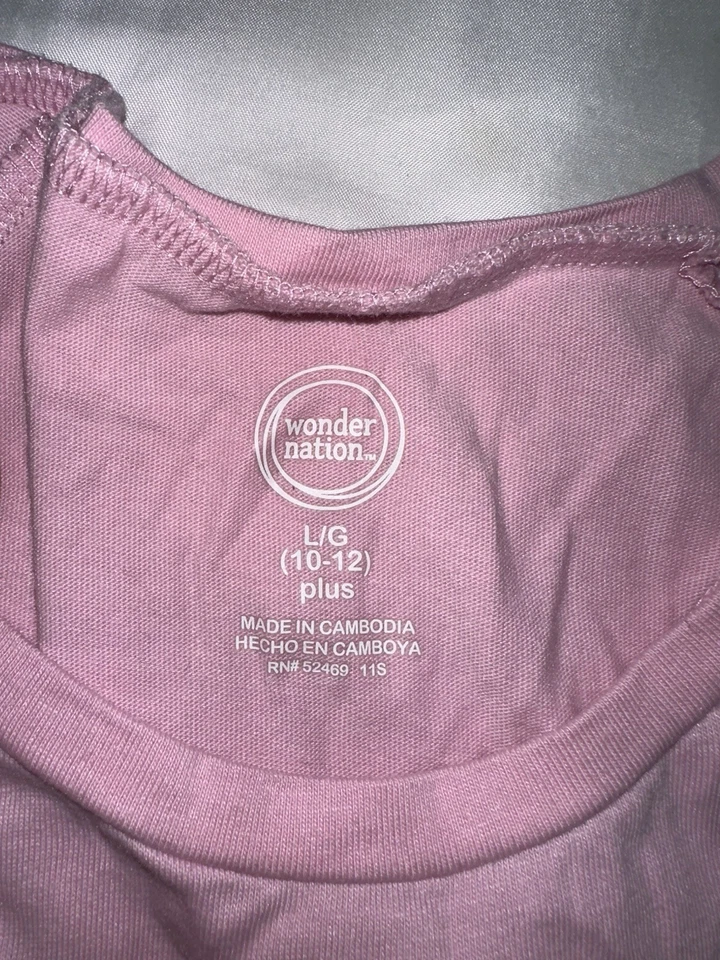 wonder
nation™
L/G
(10-12)
plus
MADE IN CAMBODIA
HECHO EN CAMBOYA
RN# 52469 11S